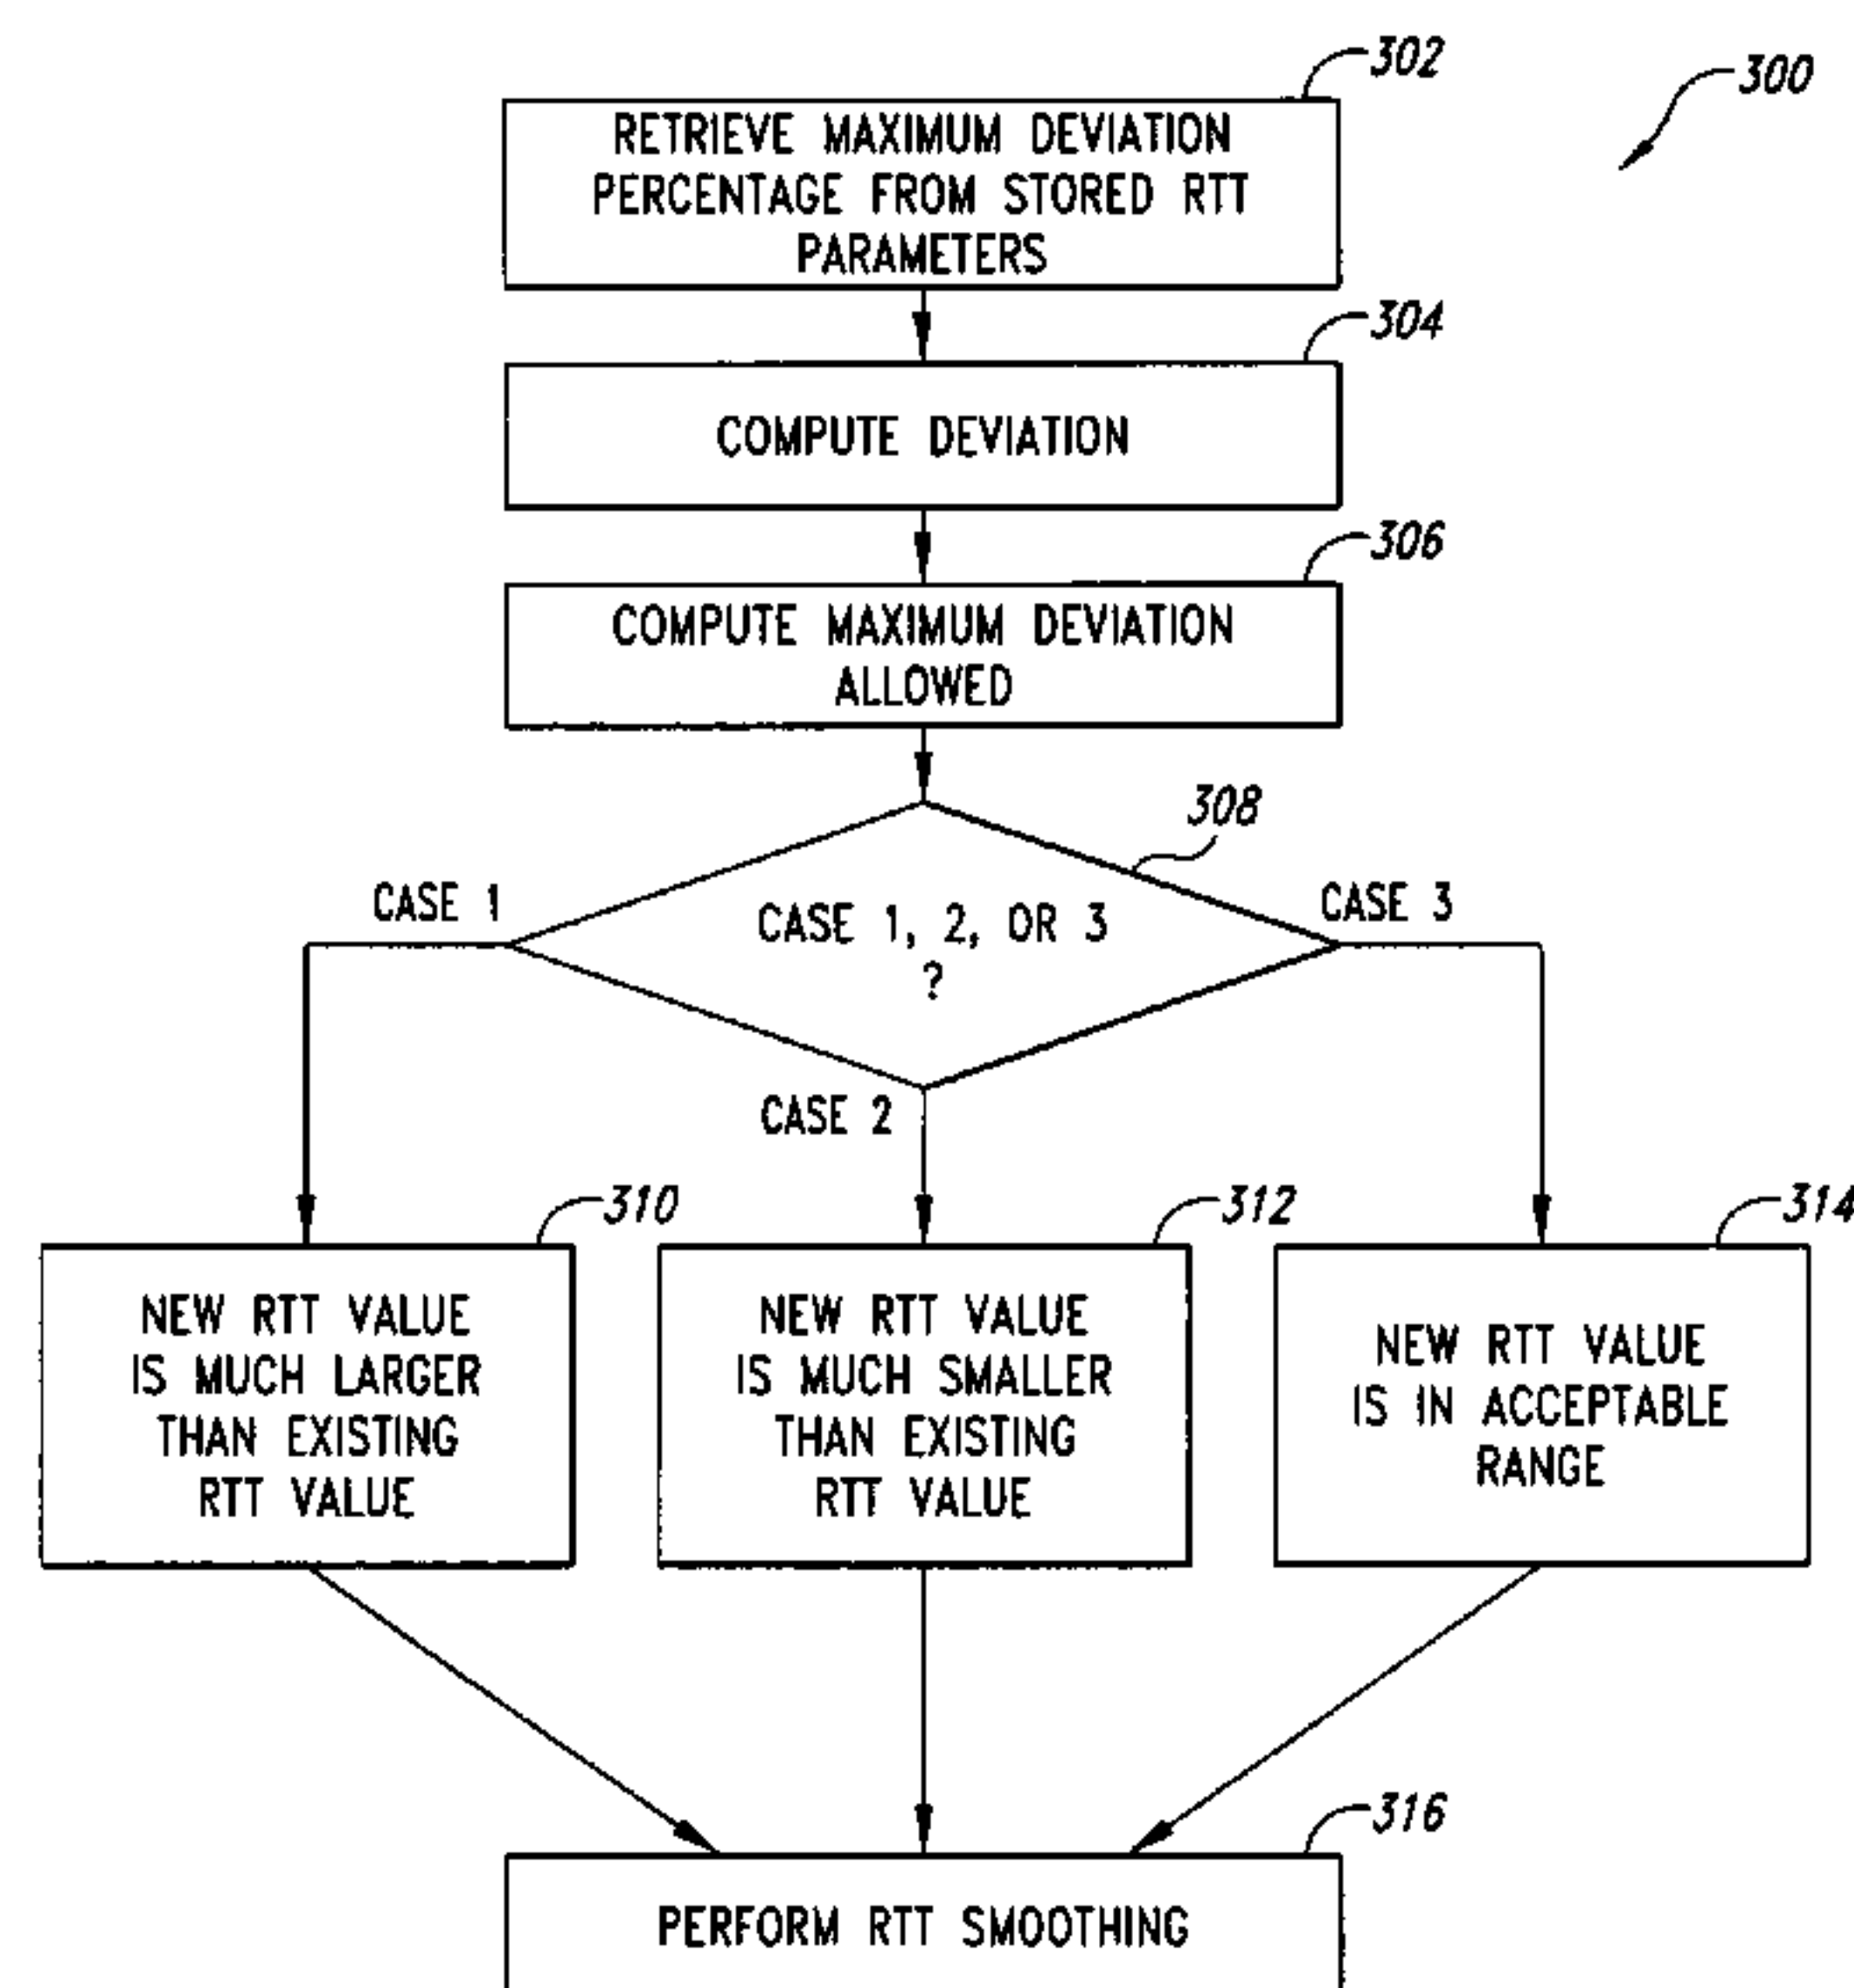 302
300
RETRIEVE MAXIMUM DEVIATION
PERCENTAGE FROM STORED RTT
PARAMETERS
304
COMPUTE DEVIATION
306
COMPUTE MAXIMUM DEVIATION
ALLOWED
308
CASE 1
CASE 1, 2, OR 3
?
CASE 3
CASE 2
310
312
314
NEW RTT VALUE
IS MUCH LARGER
THAN EXISTING
RTT VALUE
NEW RTT VALUE
IS MUCH SMALLER
THAN EXISTING
RTT VALUE
NEW RTT VALUE
IS IN ACCEPTABLE
RANGE
316
PERFORM RTT SMOOTHING